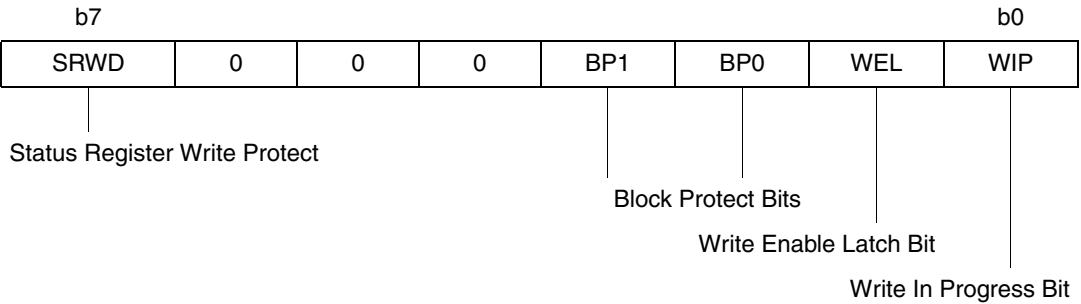 b7 b0
SRWD 0 0 0 BP1 BP0 WEL WIP
Status Register Write Protect
Block Protect Bits
Write Enable Latch Bit
Write In Progress Bit